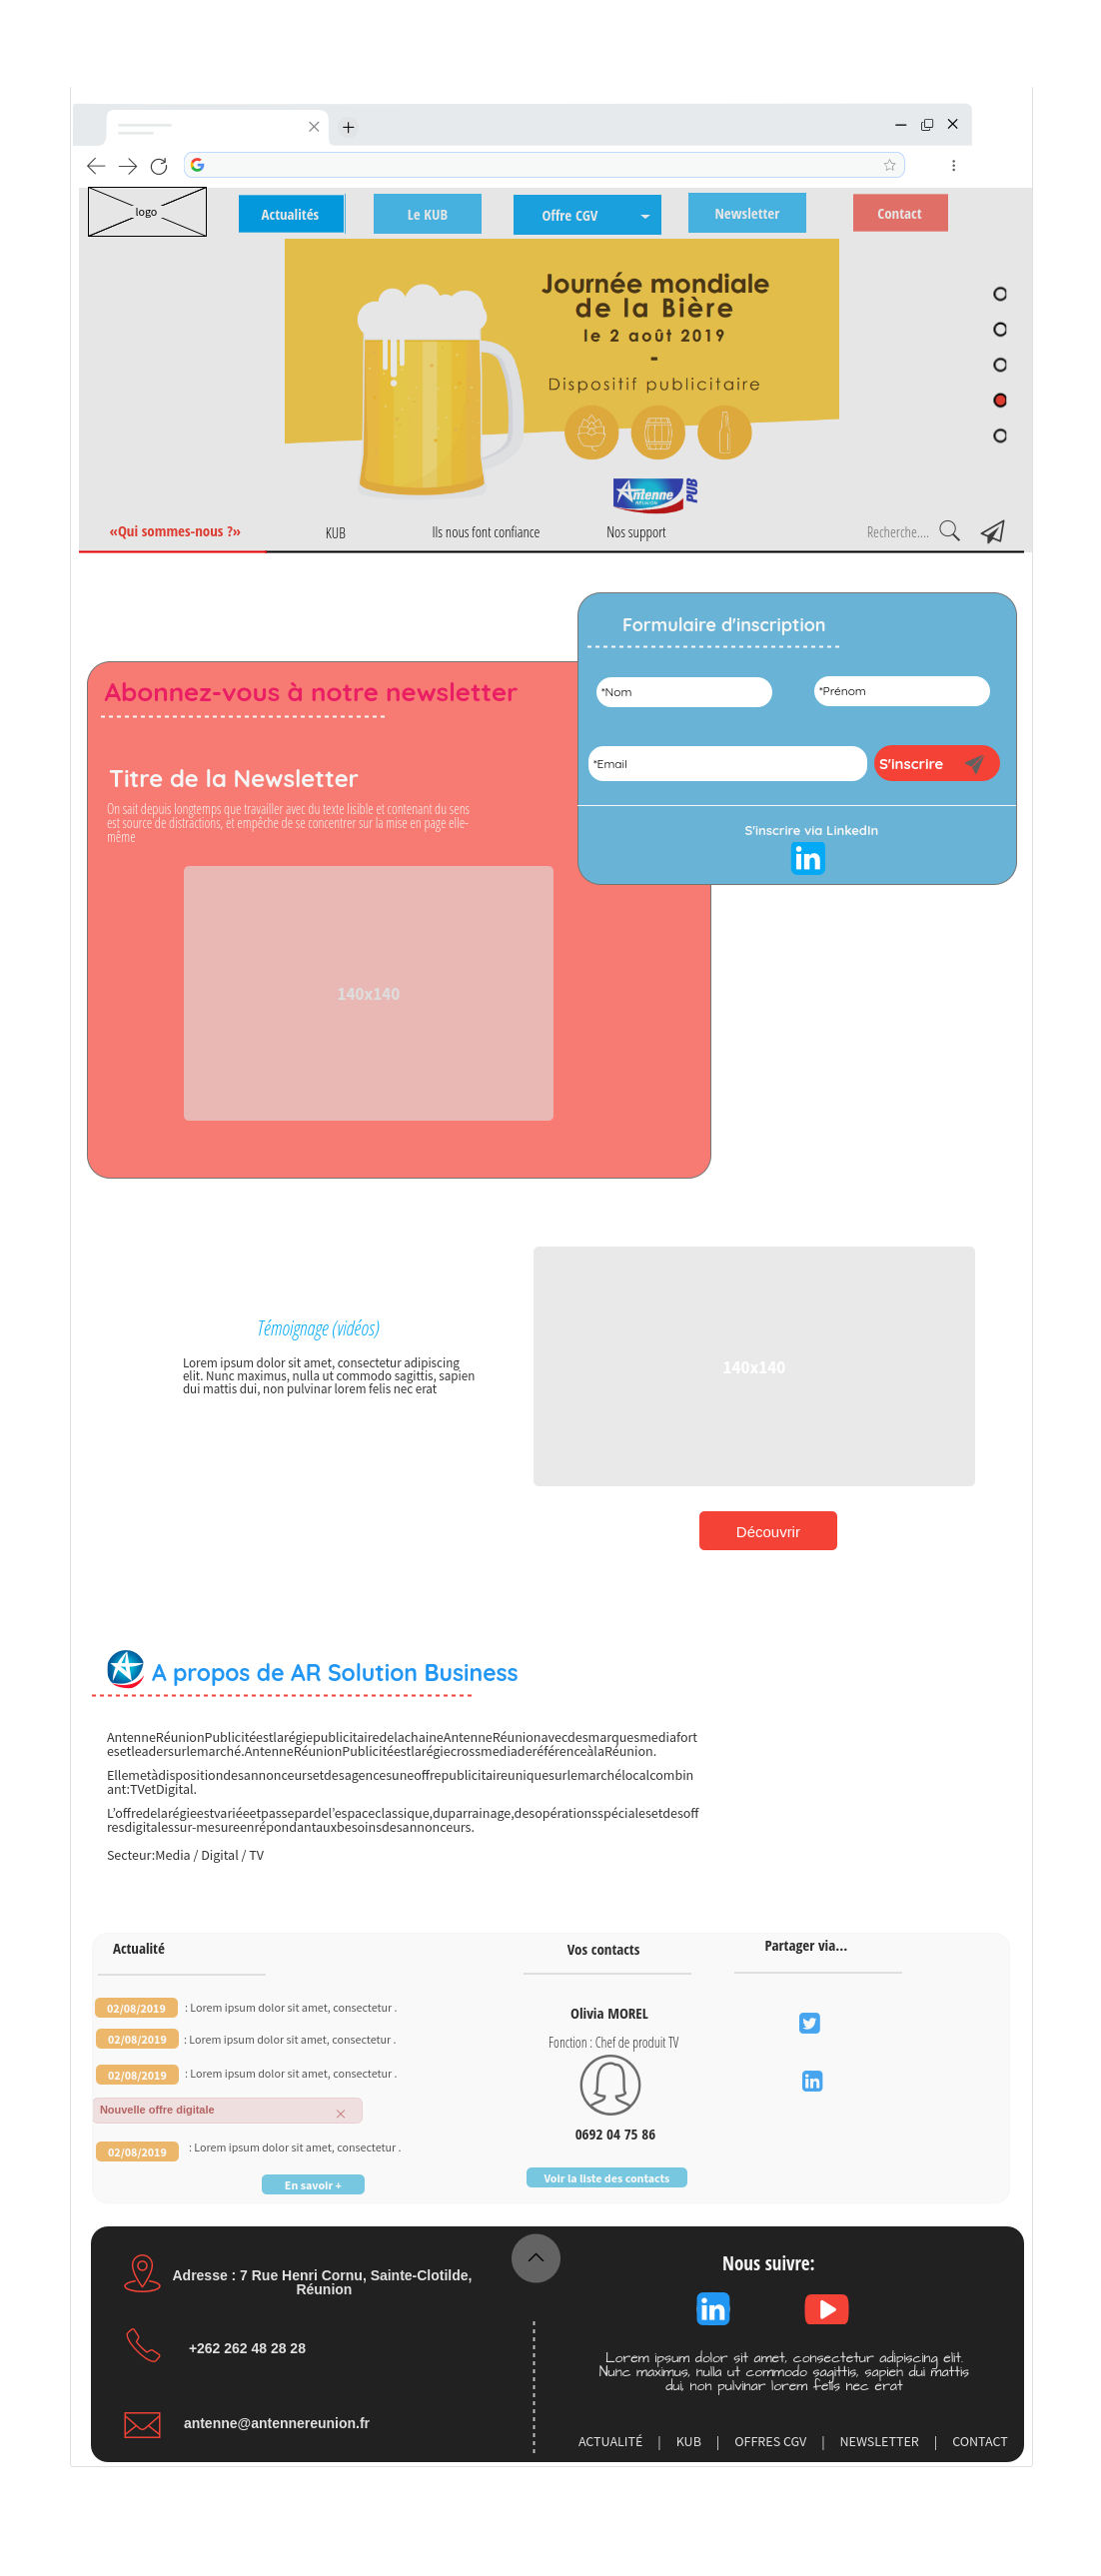 logo
Actualités
Le KUB
Offre CGV
Newsletter
Contact
Journée mondiale
de la Bière
le 2 août 2019
-
Dispositif publicitaire
Antenne
RÉUNION
PUB
«Qui sommes-nous ?»
KUB
Ils nous font confiance
Nos support
Recherche....
Formulaire d'inscription
*Nom
*Prénom
*Email
S'inscrire
S'inscrire via LinkedIn
in
Abonnez-vous à notre newsletter
Titre de la Newsletter
On sait depuis longtemps que travailler avec du texte lisible et contenant du sens
est source de distractions, et empêche de se concentrer sur la mise en page elle-
même
140x140
Témoignage (vidéos)
Lorem ipsum dolor sit amet, consectetur adipiscing
elit. Nunc maximus, nulla ut commodo sagittis, sapien
dui mattis dui, non pulvinar lorem felis nec erat
140x140
Découvrir
A propos de AR Solution Business
AntenneRéunionPublicitéestlarégiepublicitairedelachaineAntenneRéunionavecdesmarquesmediafort
esetleadersurlemarché.AntenneRéunionPublicitéestlarégiecrossmediaderéférenceàlaRéunion.
Ellemetàdispositiondesannonceursetdesagencesuneoffrepublicitaireuniquesurlemarchélocalcombin
ant:TVetDigital.
L’offredelarégieestvariéeetpassepardel’espaceclassique,duparrainage,desopérationsspécialesetdesoff
resdigitalessur-mesureenrépondantauxbesoinsdesannonceurs.
Secteur:Media / Digital / TV
Actualité
02/08/2019 : Lorem ipsum dolor sit amet, consectetur .
02/08/2019 : Lorem ipsum dolor sit amet, consectetur .
02/08/2019 : Lorem ipsum dolor sit amet, consectetur .
Nouvelle offre digitale
02/08/2019 : Lorem ipsum dolor sit amet, consectetur .
En savoir +
Vos contacts
Olivia MOREL
Fonction : Chef de produit TV
0692 04 75 86
Voir la liste des contacts
Partager via...
in
Adresse : 7 Rue Henri Cornu, Sainte-Clotilde,
Réunion
+262 262 48 28 28
antenne@antennereunion.fr
Nous suivre:
in
Lorem ipsum dolor sit amet, consectetur adipiscing elit.
Nunc maximus, nulla ut commodo sagittis, sapien dui mattis
dui, non pulvinar lorem felis nec erat
ACTUALITÉ | KUB | OFFRES CGV | NEWSLETTER | CONTACT